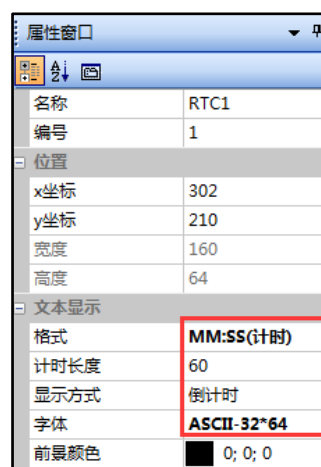 属性窗口
名称 RTC1
编号 1
位置
x坐标 302
y坐标 210
宽度 160
高度 64
文本显示
格式 MM:SS(计时)
计时长度 60
显示方式 倒计时
字体 ASCII-32*64
前景颜色 0; 0; 0